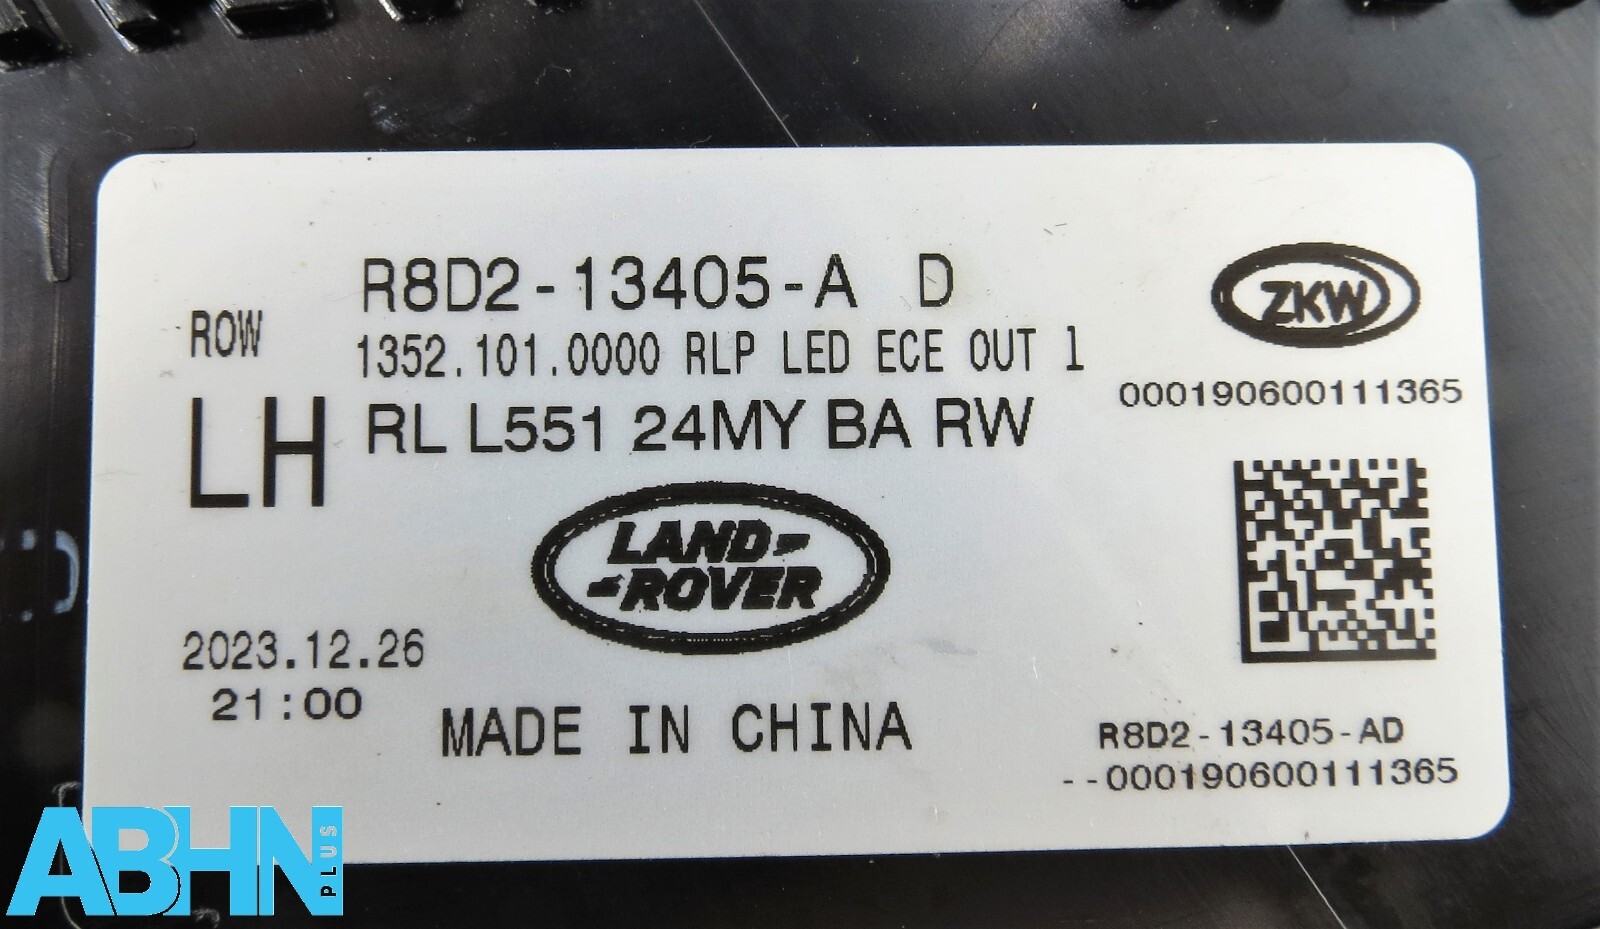 R8D2-13405-A D
ROW
1352.101.0000 RLP LED ECE OUT 1
LH
RL L551 24MY BA RW
ZKW
000190600111365
LAND-
-ROVER
2023.12.26
21:00
MADE IN CHINA
R8D2-13405-AD
--000190600111365
ABHN
PLUS